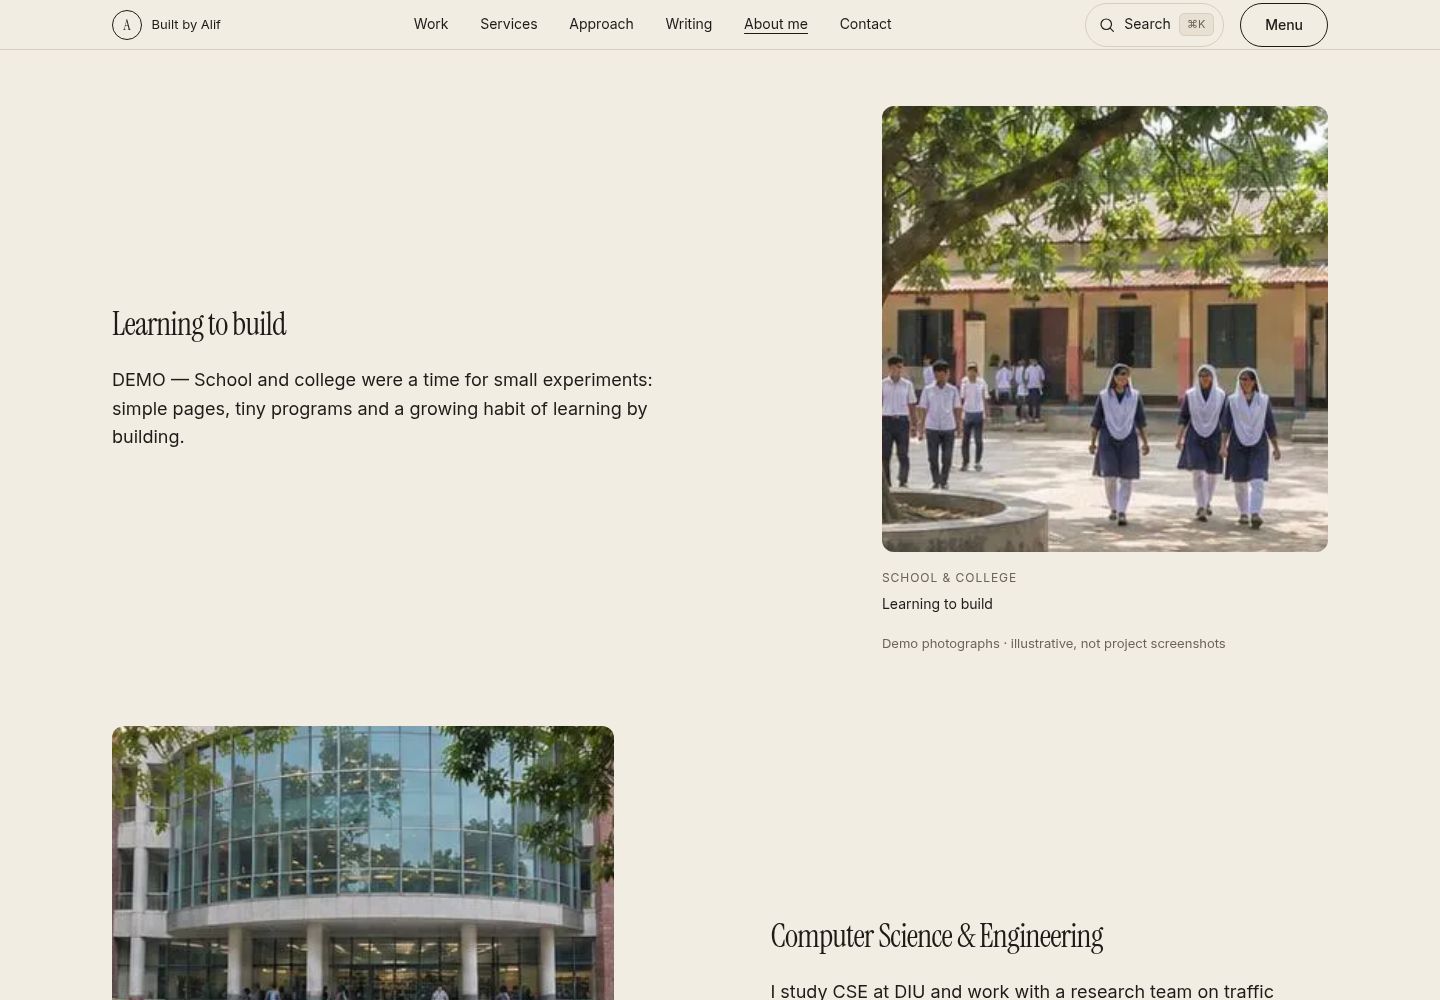 A
Built by Alif
Work
Services
Approach
Writing
About me
Contact
Search
⌘K
Menu
Learning to build
DEMO — School and college were a time for small experiments:
simple pages, tiny programs and a growing habit of learning by
building.
SCHOOL & COLLEGE
Learning to build
Demo photographs · illustrative, not project screenshots
Computer Science & Engineering
I study CSE at DIU and work with a research team on traffic